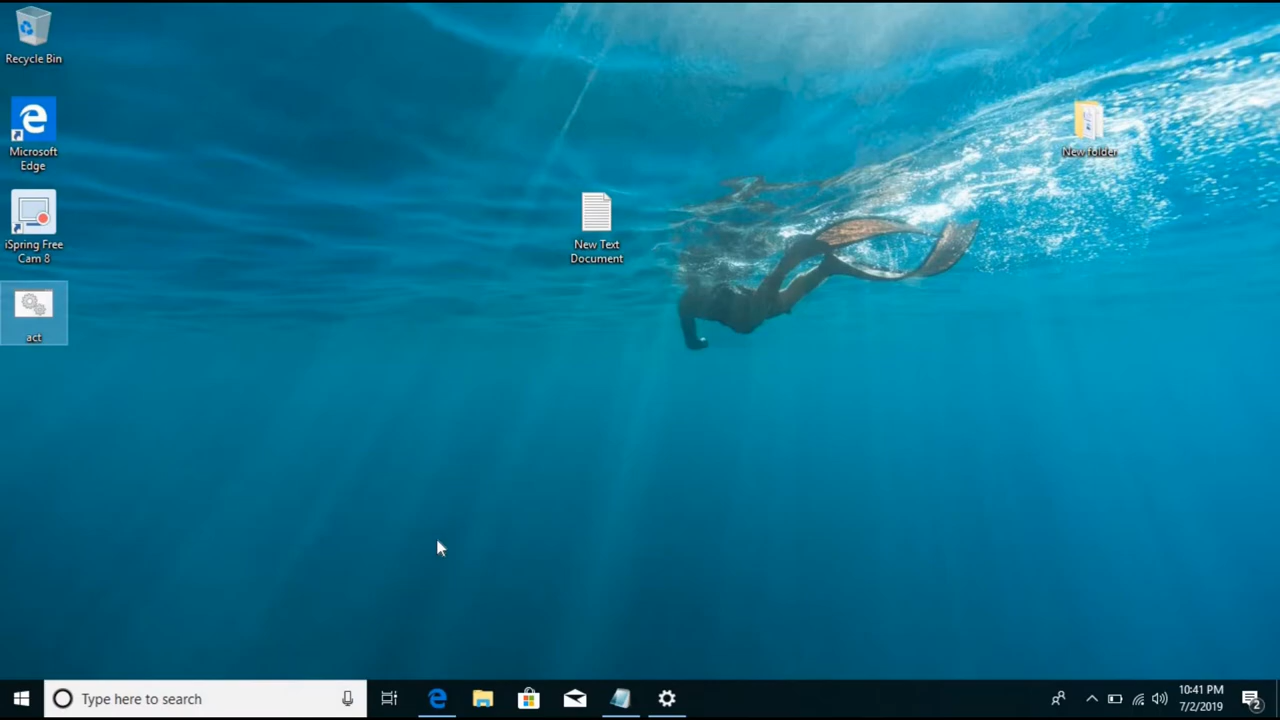 Recycle Bin
Microsoft
Edge
iSpring Free
Cam 8
act
New Text
Document
New folder
Type here to search
10:41 PM
7/2/2019
2